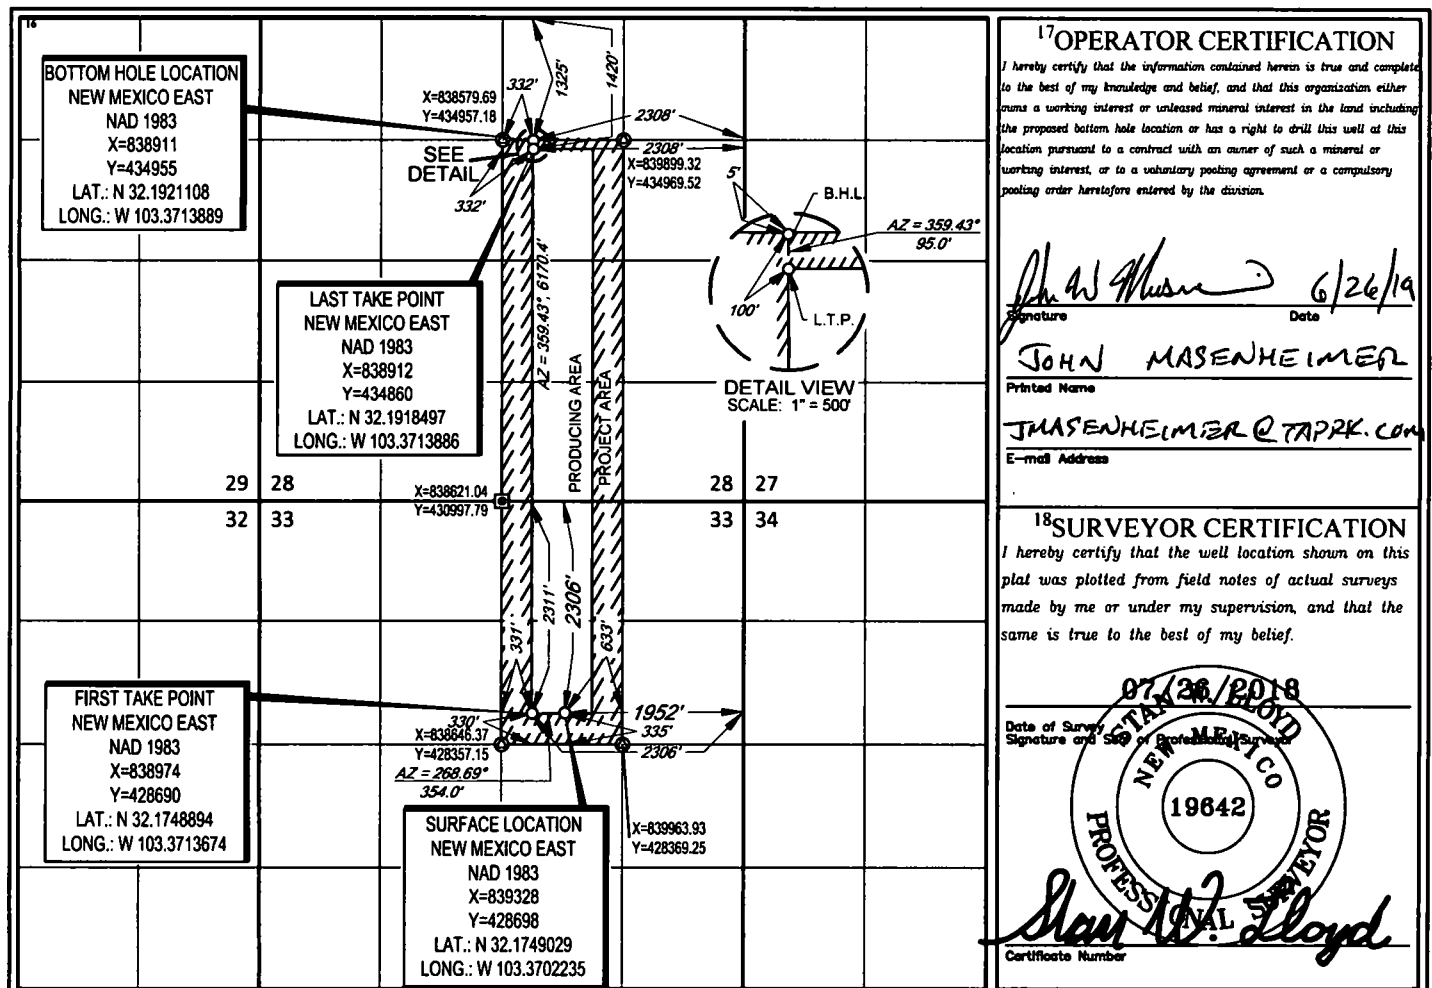 16
BOTTOM HOLE LOCATION
NEW MEXICO EAST
NAD 1983
X=838911
Y=434955
LAT.: N 32.1921108
LONG.: W 103.3713889
X=838579.69
Y=434957.18
332'
1325'
1420'
2308'
2308'
SEE
DETAIL
332'
X=839899.32
Y=434969.52
5'
B.H.L.
AZ = 359.43°
95.0'
100'
L.T.P.
DETAIL VIEW
SCALE: 1" = 500'
LAST TAKE POINT
NEW MEXICO EAST
NAD 1983
X=838912
Y=434860
LAT.: N 32.1918497
LONG.: W 103.3713886
AZ = 359.43°, 6170.4'
PRODUCING AREA
PROJECT AREA
29 28
32 33
28 27
33 34
X=838621.04
Y=430997.79
331'
2311'
2306'
633'
FIRST TAKE POINT
NEW MEXICO EAST
NAD 1983
X=838974
Y=428690
LAT.: N 32.1748894
LONG.: W 103.3713674
330'
X=838646.37
Y=428357.15
1952'
335'
2306'
AZ = 268.69°
354.0'
SURFACE LOCATION
NEW MEXICO EAST
NAD 1983
X=839328
Y=428698
LAT.: N 32.1749029
LONG.: W 103.3702235
X=839963.93
Y=428369.25
17OPERATOR CERTIFICATION
I hereby certify that the information contained herein is true and complete
to the best of my knowledge and belief, and that this organization either
owns a working interest or unleased mineral interest in the land including
the proposed bottom hole location or has a right to drill this well at this
location pursuant to a contract with an owner of such a mineral or
working interest, or to a voluntary pooling agreement or a compulsory
pooling order heretofore entered by the division.
6/26/19
Signature Date
JOHN MASENHEIMER
Printed Name
JMASENHEIMER@TAPRK.COM
E-mail Address
18SURVEYOR CERTIFICATION
I hereby certify that the well location shown on this
plat was plotted from field notes of actual surveys
made by me or under my supervision, and that the
same is true to the best of my belief.
07/26/2018
Date of Survey
Signature and Seal of Professional Surveyor
STAN W. LLOYD
NEW MEXICO
19642
PROFESSIONAL SURVEYOR
Stan W. Lloyd
Certificate Number